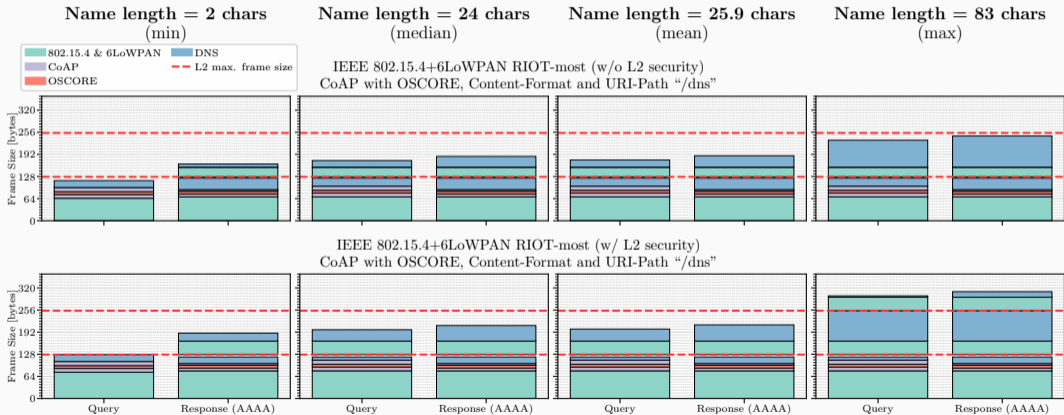 Name length = 2 chars
(min)
Name length = 24 chars
(median)
Name length = 25.9 chars
(mean)
Name length = 83 chars
(max)
802.15.4 & 6LoWPAN
CoAP
OSCORE
DNS
L2 max. frame size
IEEE 802.15.4+6LoWPAN RIOT-most (w/o L2 security)
CoAP with OSCORE, Content-Format and URI-Path “/dns”
Frame Size [bytes]
320
256
192
128
64
0
IEEE 802.15.4+6LoWPAN RIOT-most (w/ L2 security)
CoAP with OSCORE, Content-Format and URI-Path “/dns”
Frame Size [bytes]
320
256
192
128
64
0
Query
Response (AAAA)
Query
Response (AAAA)
Query
Response (AAAA)
Query
Response (AAAA)